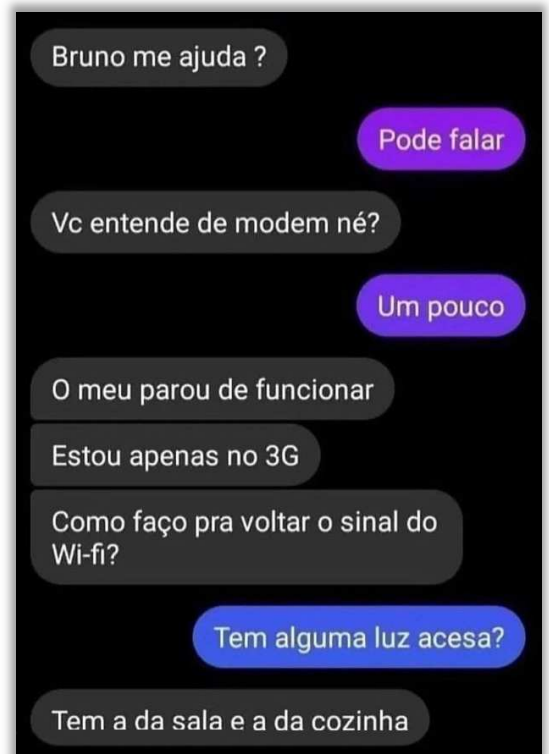 Bruno me ajuda ?
Pode falar
Vc entende de modem né?
Um pouco
O meu parou de funcionar
Estou apenas no 3G
Como faço pra voltar o sinal do
Wi-fi?
Tem alguma luz acesa?
Tem a da sala e a da cozinha